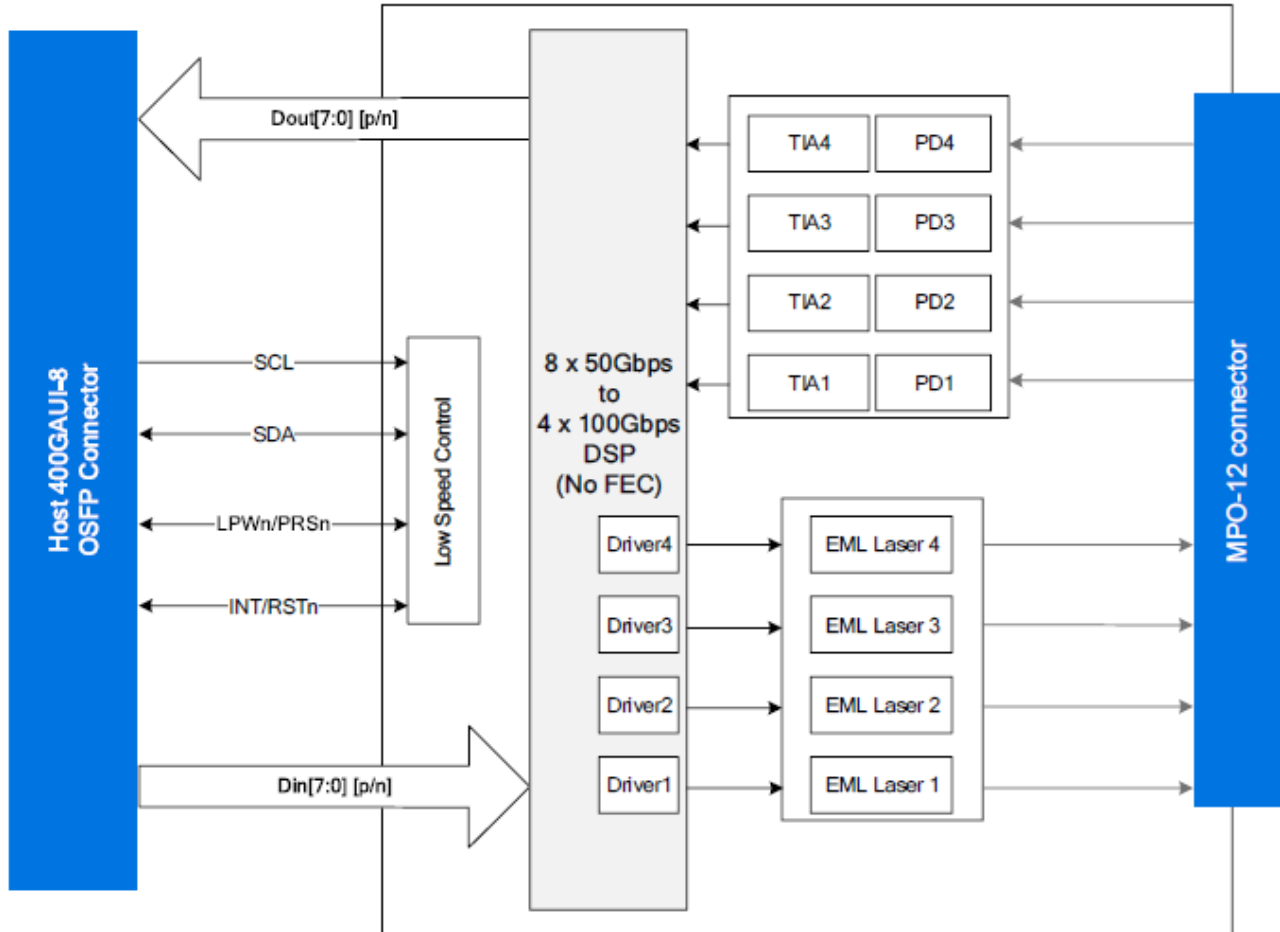 Host 400GAUI-8
OSFP Connector
Dout[7:0] [p/n]
SCL
SDA
LPWn/PRSn
INT/RSTn
Low Speed Control
Din[7:0] [p/n]
8 x 50Gbps
to
4 x 100Gbps
DSP
(No FEC)
Driver4
Driver3
Driver2
Driver1
TIA4 PD4
TIA3 PD3
TIA2 PD2
TIA1 PD1
EML Laser 4
EML Laser 3
EML Laser 2
EML Laser 1
MPO-12 connector